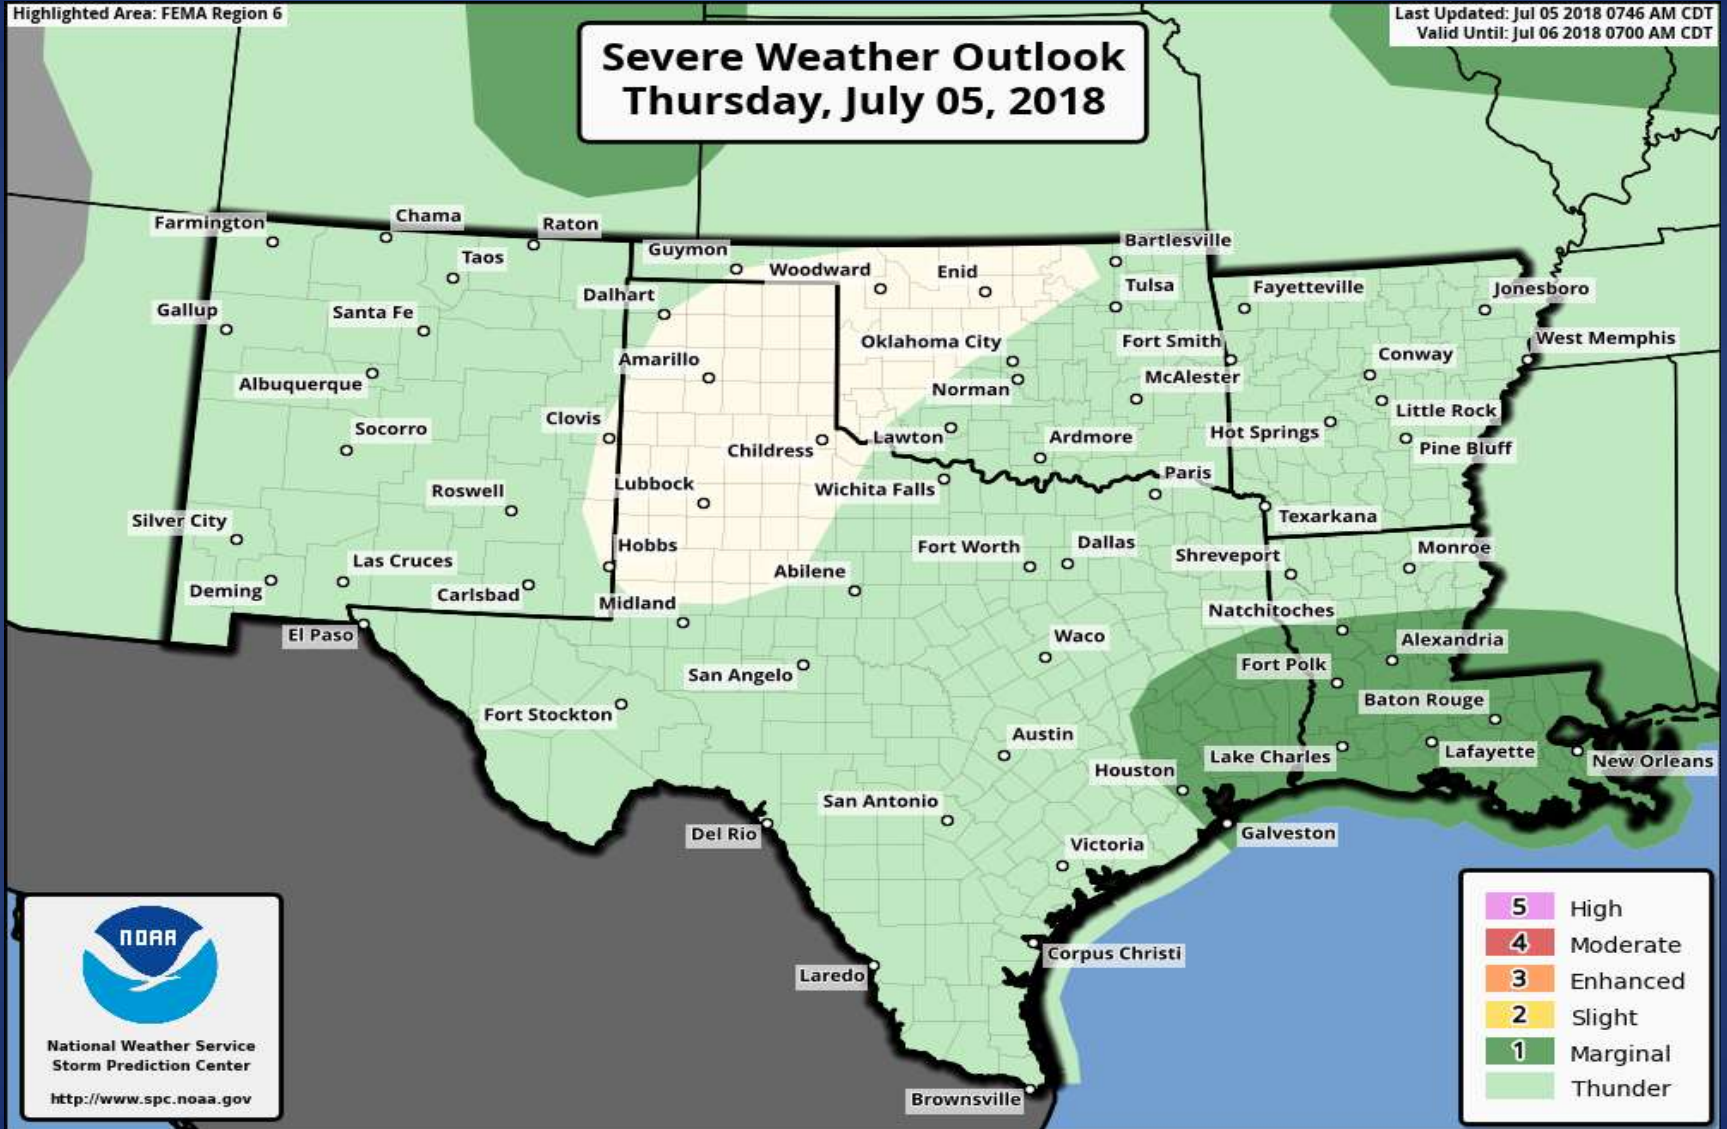 Highlighted Area: FEMA Region 6
Last Updated: Jul 05 2018 0746 AM CDT
Valid Until: Jul 06 2018 0700 AM CDT
Severe Weather Outlook
Thursday, July 05, 2018
Farmington
Chama
Raton
Guymon
Bartlesville
Taos
Woodward
Enid
Tulsa
Fayetteville
Jonesboro
Dalhart
Gallup
Santa Fe
Oklahoma City
Fort Smith
West Memphis
Amarillo
Conway
Albuquerque
Norman
McAlester
Clovis
Little Rock
Socorro
Lawton
Ardmore
Hot Springs
Childress
Pine Bluff
Paris
Roswell
Lubbock
Wichita Falls
Silver City
Texarkana
Hobbs
Fort Worth
Dallas
Shreveport
Monroe
Las Cruces
Abilene
Deming
Carlsbad
Midland
Natchitoches
El Paso
Waco
Alexandria
San Angelo
Fort Polk
Baton Rouge
Fort Stockton
Austin
Lake Charles
Lafayette
New Orleans
Houston
San Antonio
Del Rio
Galveston
Victoria
Corpus Christi
Laredo
Brownsville
NOAA
National Weather Service
Storm Prediction Center
http://www.spc.noaa.gov
5 High
4 Moderate
3 Enhanced
2 Slight
1 Marginal
Thunder